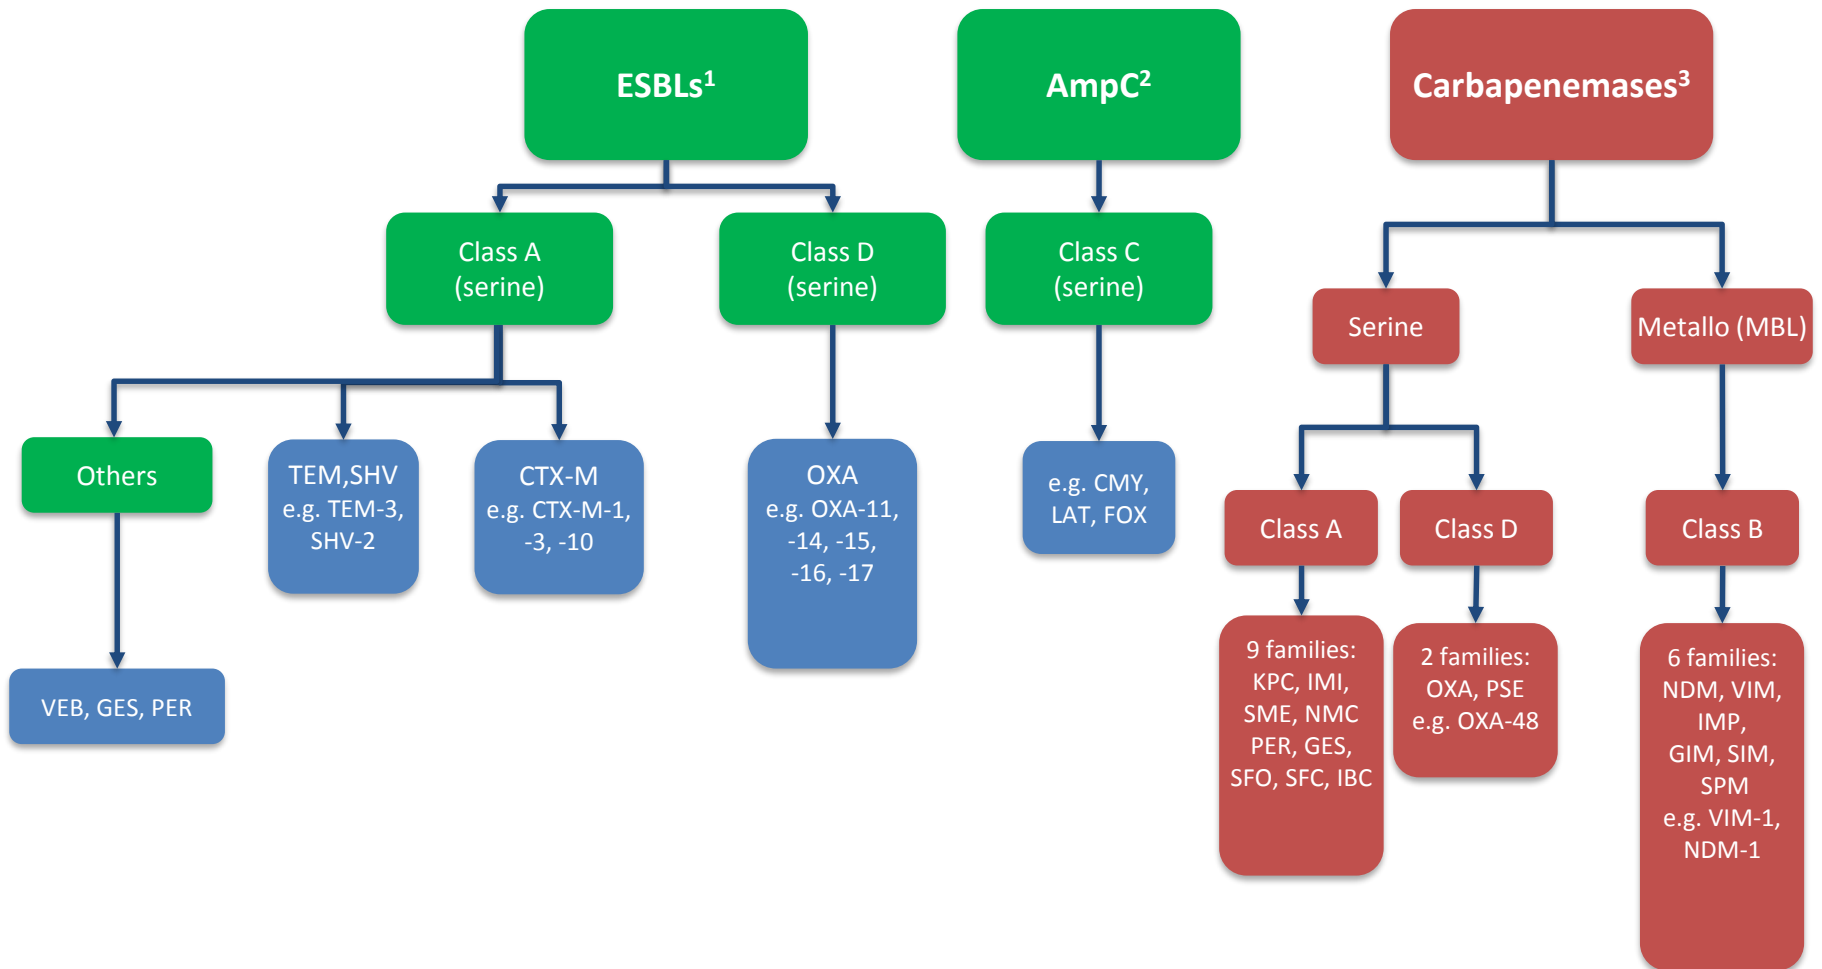 ESBLs¹
AmpC²
Carbapenemases³
Class A
(serine)
Class D
(serine)
Class C
(serine)
Serine
Metallo (MBL)
Others
TEM,SHV
e.g. TEM-3,
SHV-2
CTX-M
e.g. CTX-M-1,
-3, -10
OXA
e.g. OXA-11,
-14, -15,
-16, -17
e.g. CMY,
LAT, FOX
Class A
Class D
Class B
VEB, GES, PER
9 families:
KPC, IMI,
SME, NMC
PER, GES,
SFO, SFC, IBC
2 families:
OXA, PSE
e.g. OXA-48
6 families:
NDM, VIM,
IMP,
GIM, SIM,
SPM
e.g. VIM-1,
NDM-1